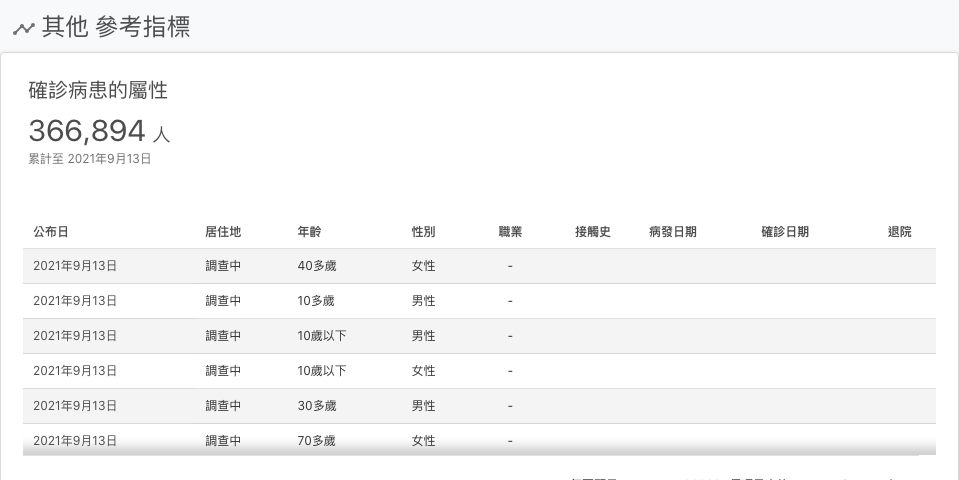 其他 參考指標
確診病患的屬性
366,894 人
累計至 2021年9月13日
公布日 居住地 年齡 性別 職業 接觸史 病發日期 確診日期 退院
2021年9月13日 調查中 40多歲 女性 -
2021年9月13日 調查中 10多歲 男性 -
2021年9月13日 調查中 10歲以下 男性 -
2021年9月13日 調查中 10歲以下 女性 -
2021年9月13日 調查中 30多歲 男性 -
2021年9月13日 調查中 70多歲 女性 -